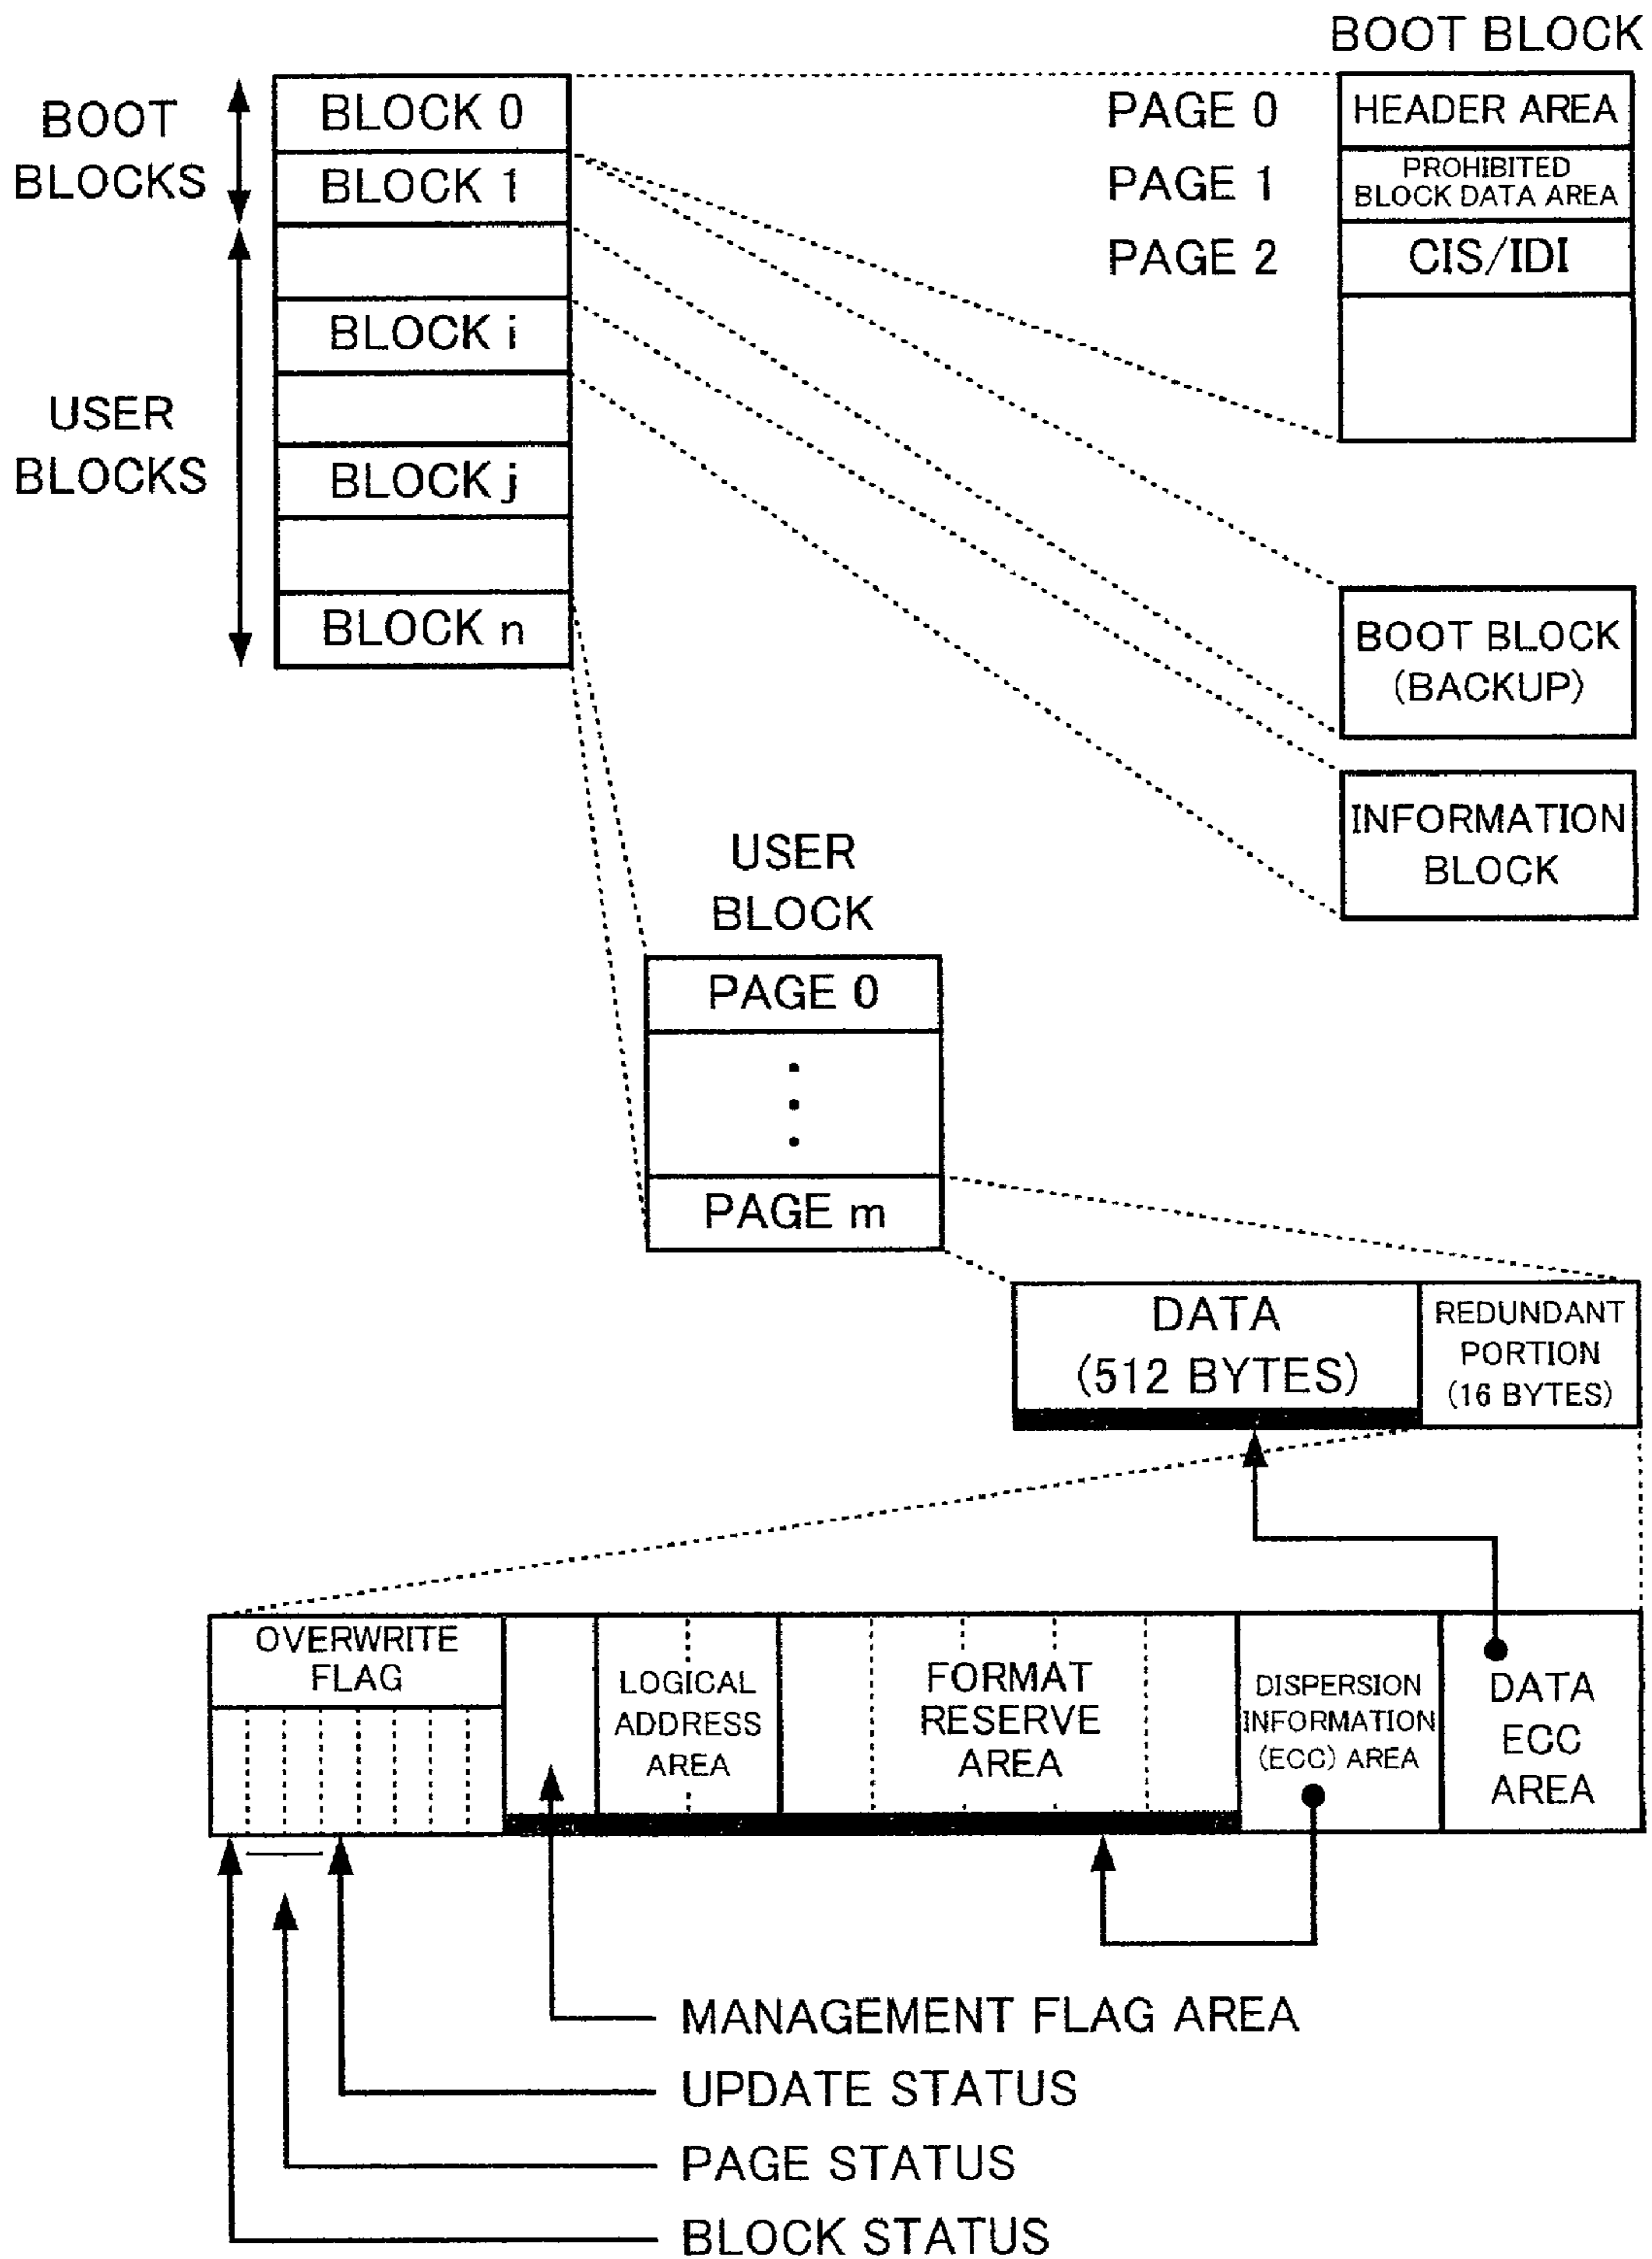 BOOT BLOCK
BOOT
BLOCKS
BLOCK 0
BLOCK 1
USER
BLOCKS
BLOCK i
BLOCK j
BLOCK n
PAGE 0
HEADER AREA
PAGE 1
PROHIBITED
BLOCK DATA AREA
PAGE 2
CIS/IDI
BOOT BLOCK
(BACKUP)
INFORMATION
BLOCK
USER
BLOCK
PAGE 0
PAGE m
DATA
(512 BYTES)
REDUNDANT
PORTION
(16 BYTES)
OVERWRITE
FLAG
LOGICAL
ADDRESS
AREA
FORMAT
RESERVE
AREA
DISPERSION
INFORMATION
(ECC) AREA
DATA
ECC
AREA
MANAGEMENT FLAG AREA
UPDATE STATUS
PAGE STATUS
BLOCK STATUS